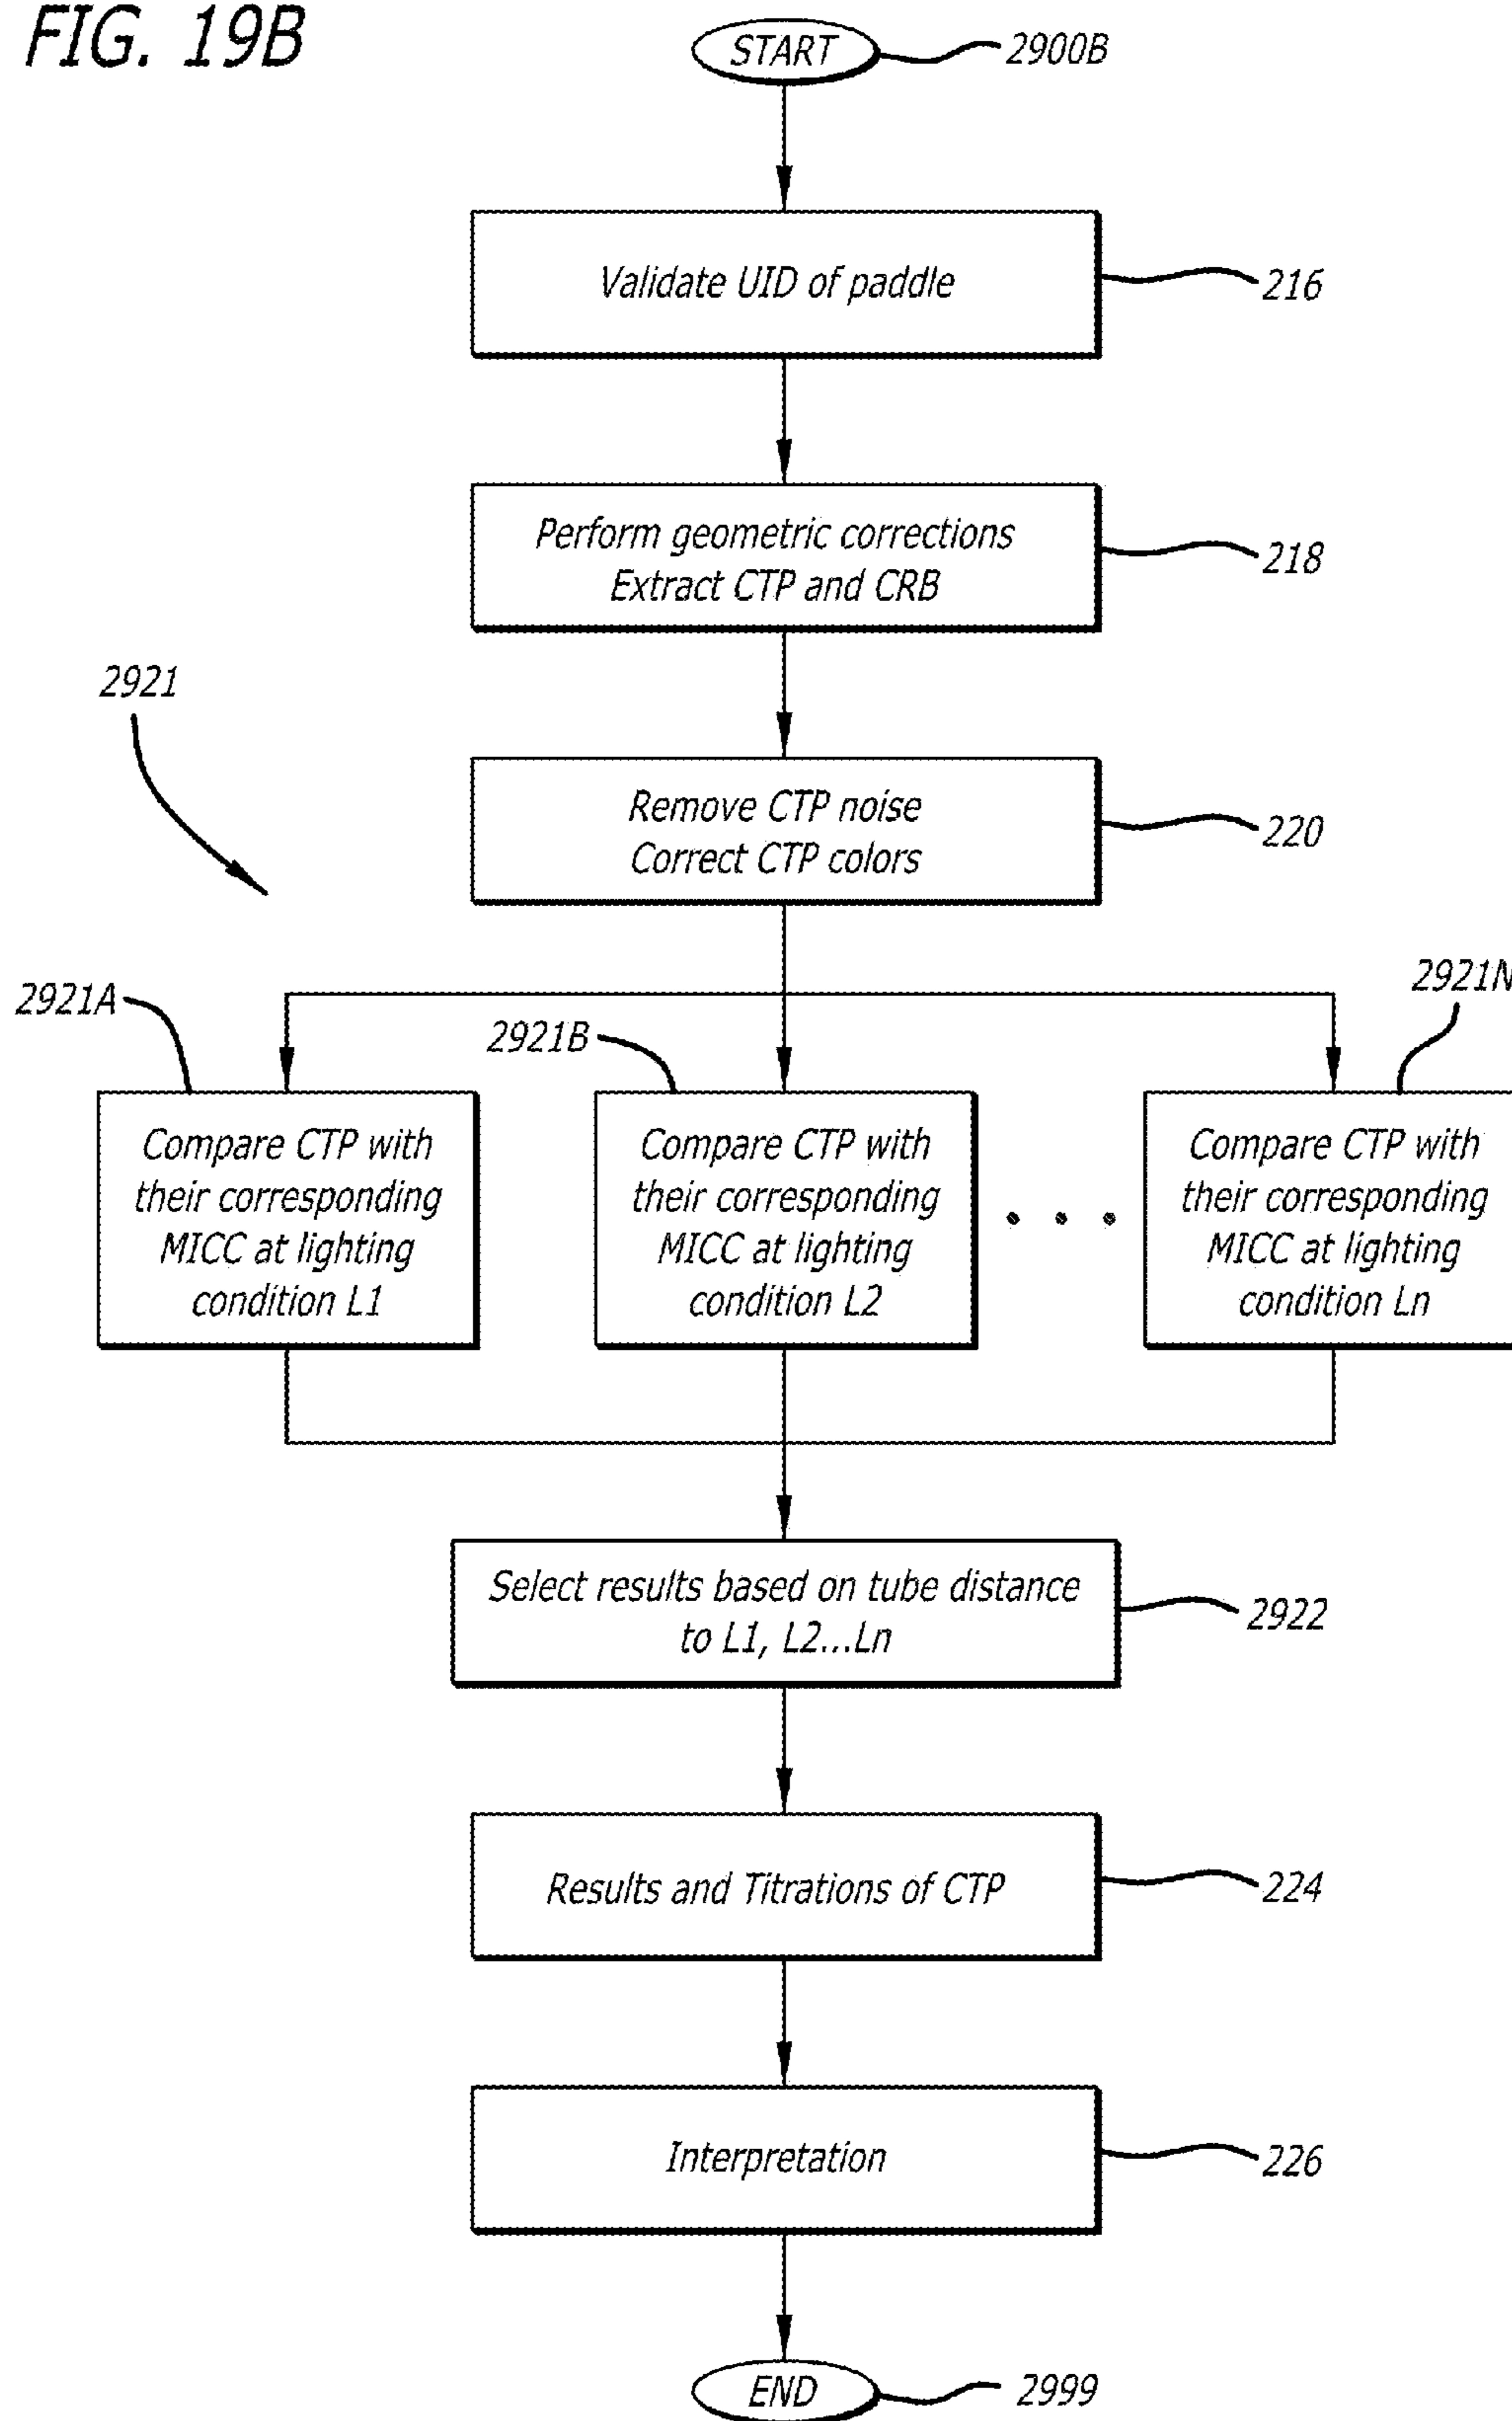 FIG. 19B
START
2900B
Validate UID of paddle
216
Perform geometric corrections
Extract CTP and CRB
218
2921
Remove CTP noise
Correct CTP colors
220
2921A
2921B
2921N
Compare CTP with
their corresponding
MICC at lighting
condition L1
Compare CTP with
their corresponding
MICC at lighting
condition L2
• • •
Compare CTP with
their corresponding
MICC at lighting
condition Ln
Select results based on tube distance
to L1, L2...Ln
2922
Results and Titrations of CTP
224
Interpretation
226
END
2999